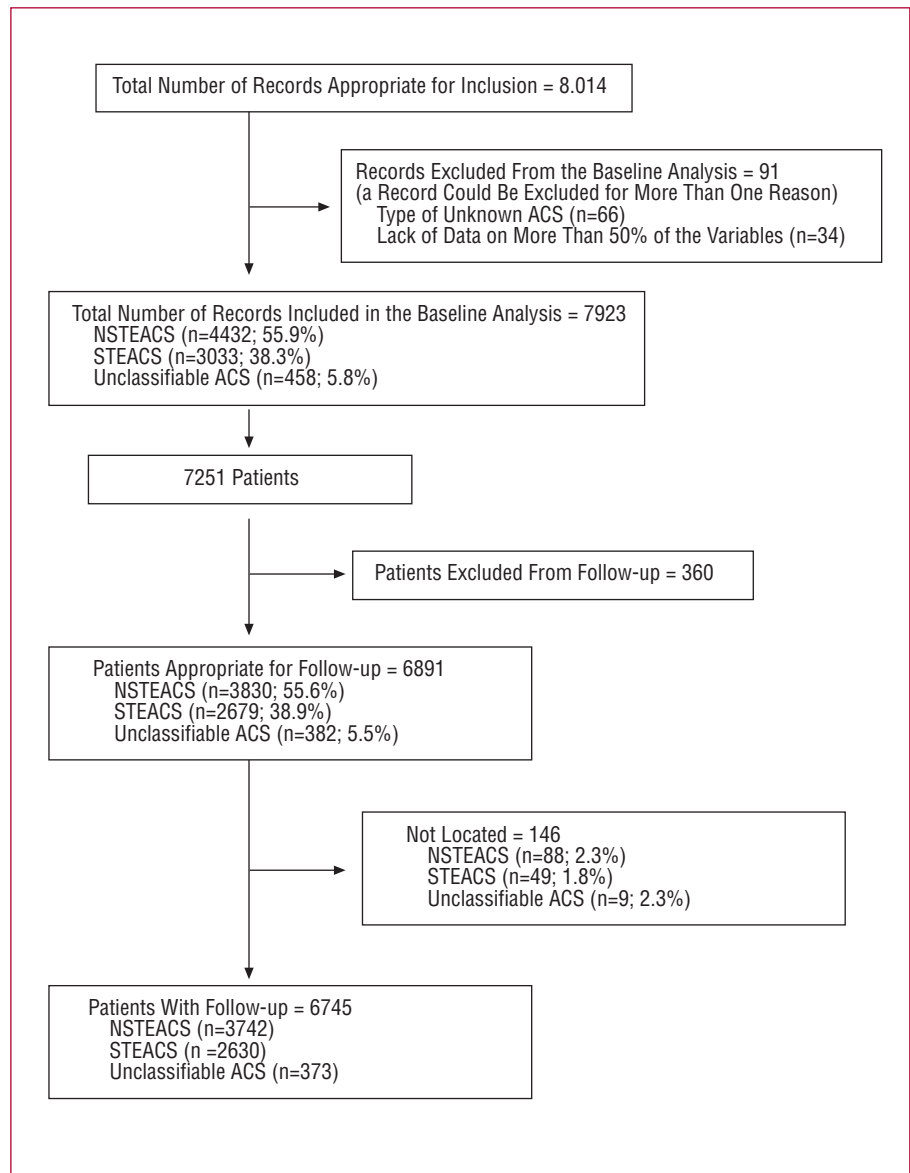 Total Number of Records Appropriate for Inclusion = 8.014
Records Excluded From the Baseline Analysis = 91
(a Record Could Be Excluded for More Than One Reason)
Type of Unknown ACS (n=66)
Lack of Data on More Than 50% of the Variables (n=34)
Total Number of Records Included in the Baseline Analysis = 7923
NSTEACS (n=4432; 55.9%)
STEACS (n=3033; 38.3%)
Unclassifiable ACS (n=458; 5.8%)
7251 Patients
Patients Excluded From Follow-up = 360
Patients Appropriate for Follow-up = 6891
NSTEACS (n=3830; 55.6%)
STEACS (n=2679; 38.9%)
Unclassifiable ACS (n=382; 5.5%)
Not Located = 146
NSTEACS (n=88; 2.3%)
STEACS (n=49; 1.8%)
Unclassifiable ACS (n=9; 2.3%)
Patients With Follow-up = 6745
NSTEACS (n=3742)
STEACS (n =2630)
Unclassifiable ACS (n=373)